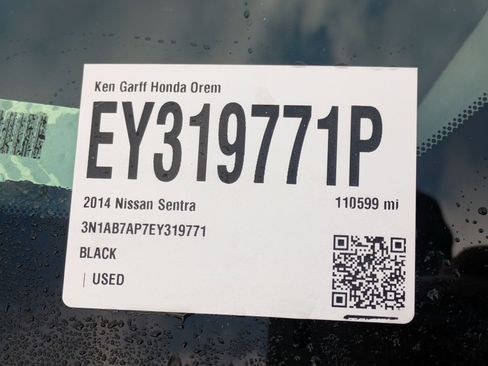 Ken Garff Honda Orem
EY319771P
2014 Nissan Sentra 110599 mi
3N1AB7AP7EY319771
BLACK
| USED